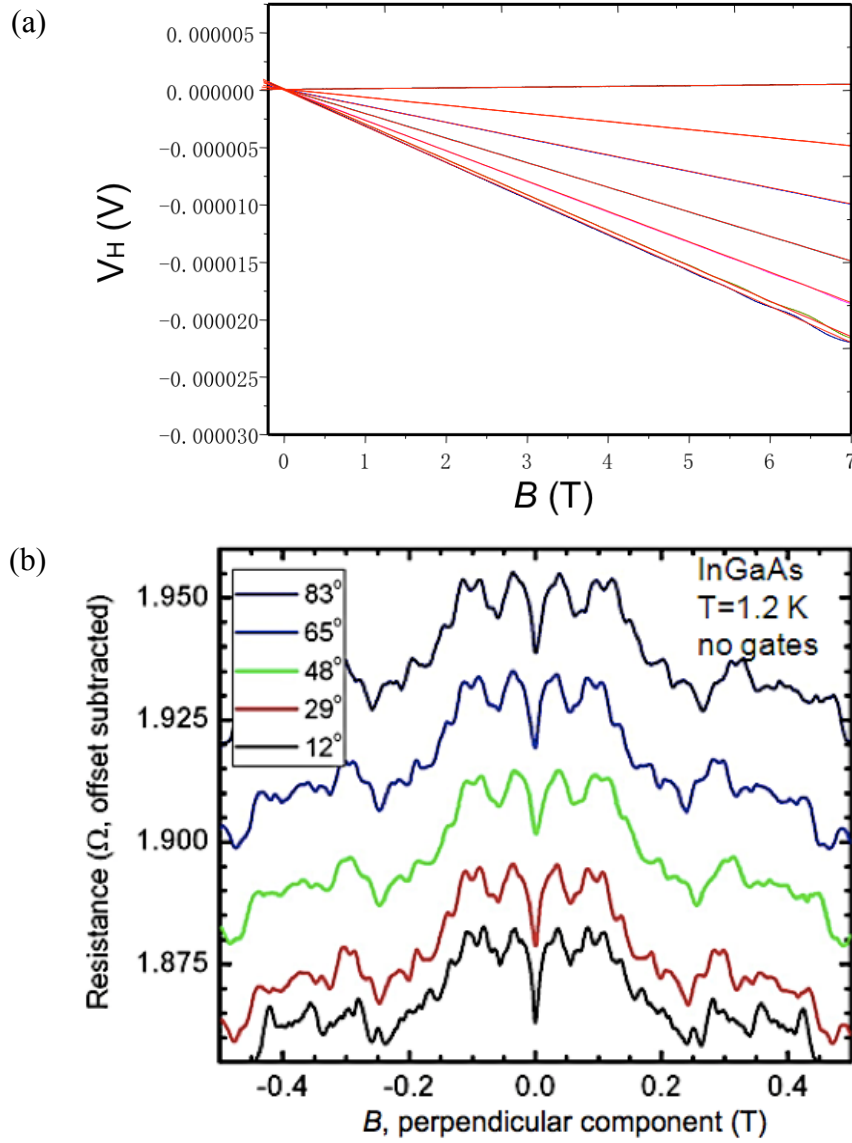 (a)
0.000005
0.000000
-0.000005
-0.000010
-0.000015
-0.000020
-0.000025
-0.000030
VH (V)
0 1 2 3 4 5 6 7
B (T)
(b)
InGaAs
T=1.2 K
no gates
83°
65°
48°
29°
12°
1.950
1.925
1.900
1.875
Resistance (Ω, offset subtracted)
-0.4 -0.2 0.0 0.2 0.4
B, perpendicular component (T)